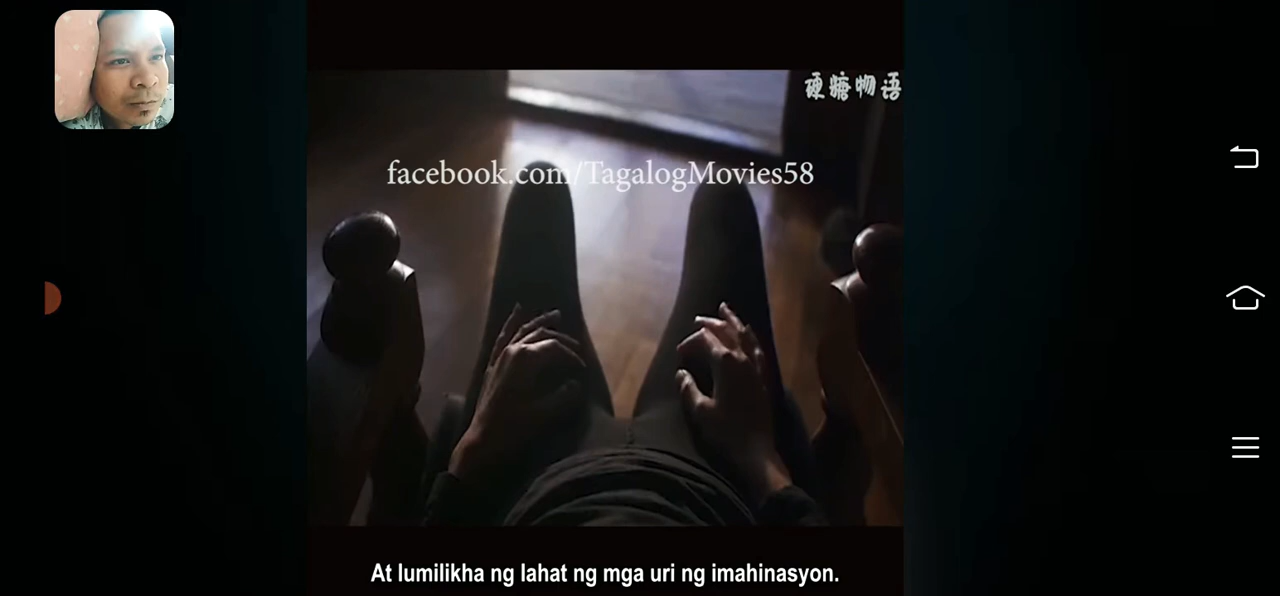 硬糖物语
facebook.com/TagalogMovies58
At lumilikha ng lahat ng mga uri ng imahinasyon.